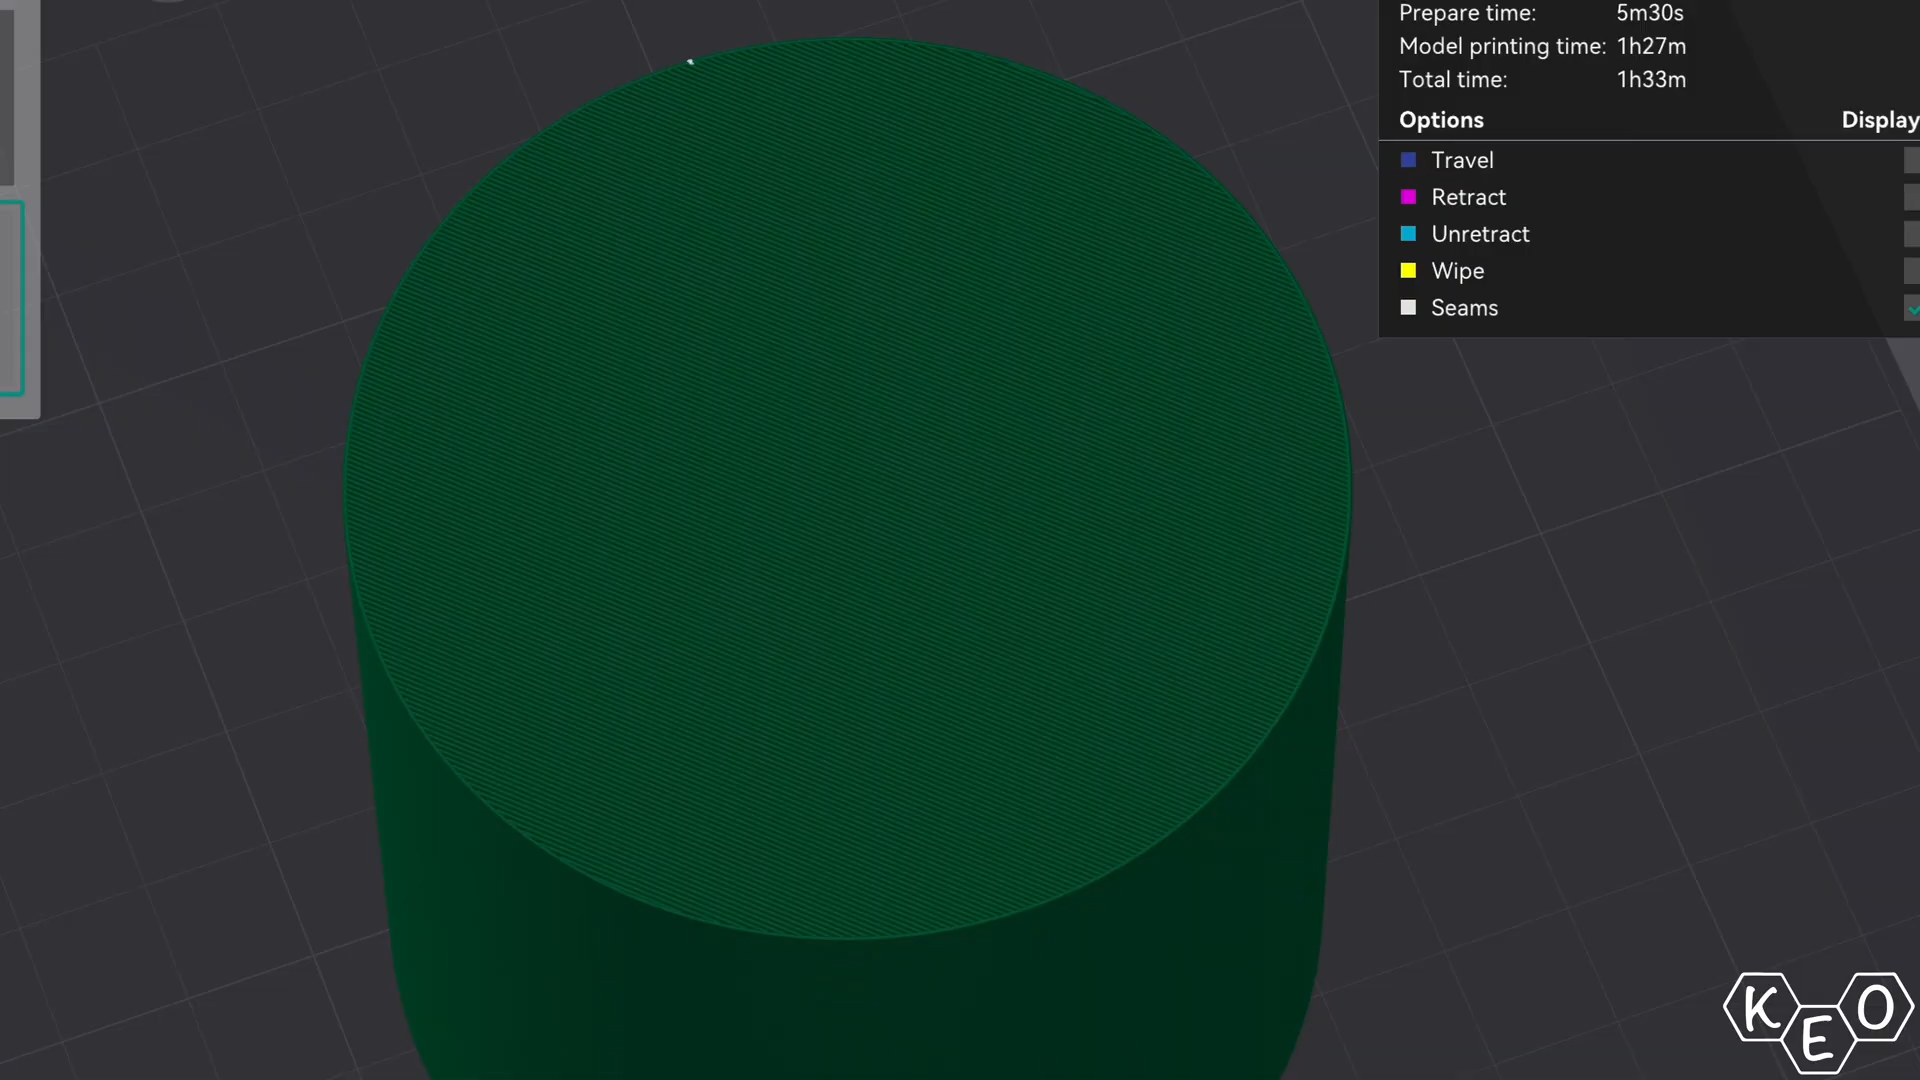 Prepare time: 5m30s
Model printing time: 1h27m
Total time: 1h33m
Options Display
Travel
Retract
Unretract
Wipe
Seams
KEO